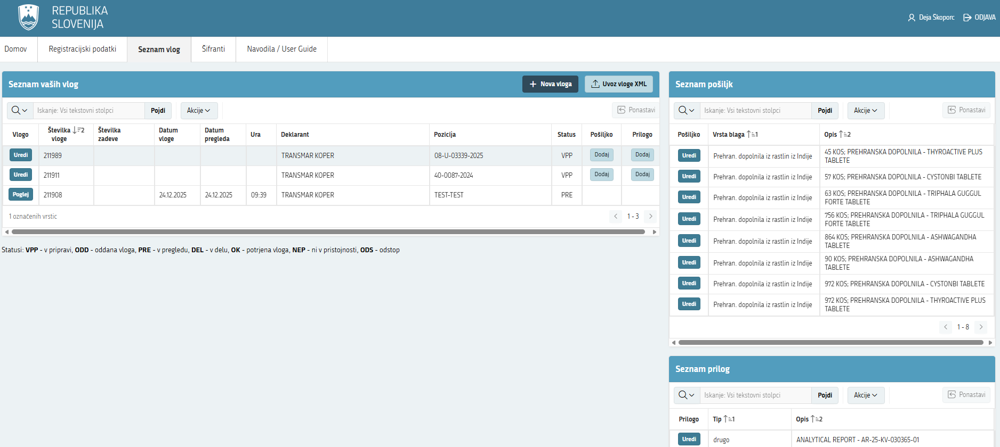 REPUBLIKA
SLOVENIJA
Deja Skoporc
ODJAVA
Domov
Registracijski podatki
Seznam vlog
Šifranti
Navodila / User Guide
Seznam vaših vlog
Nova vloga
Uvoz vloge XML
Iskanje: Vsi tekstovni stolpci
Pojdi
Akcije
Ponastavi
Vlogo
Številka vloge 2
Številka zadeve
Datum vloge
Datum pregleda
Ura
Deklarant
Pozicija
Status
Pošiljko
Prilogo
Uredi 211989 TRANSMAR KOPER 08-U-03339-2025 VPP Dodaj Dodaj
Uredi 211911 TRANSMAR KOPER 40-0087-2024 VPP Dodaj Dodaj
Poglej 211908 24.12.2025 24.12.2025 09:39 TRANSMAR KOPER TEST-TEST PRE
1 označenih vrstic
1 - 3
Statusi: VPP - v pripravi, ODD - oddana vloga, PRE - v pregledu, DEL - v delu, OK - potrjena vloga, NEP - ni v pristojnosti, ODS - odstop
Seznam pošiljk
Iskanje: Vsi tekstovni stolpci
Pojdi
Akcije
Ponastavi
Pošiljko
Vrsta blaga 1
Opis 2
Uredi Prehran. dopolnila iz rastlin iz Indije 45 KOS; PREHRANSKA DOPOLNILA - THYROACTIVE PLUS
TABLETE
Uredi Prehran. dopolnila iz rastlin iz Indije 57 KOS; PREHRANSKA DOPOLNILA - CYSTONBI TABLETE
Uredi Prehran. dopolnila iz rastlin iz Indije 63 KOS; PREHRANSKA DOPOLNILA - TRIPHALA GUGGUL
FORTE TABLETE
Uredi Prehran. dopolnila iz rastlin iz Indije 756 KOS; PREHRANSKA DOPOLNILA - TRIPHALA GUGGUL
FORTE TABLETE
Uredi Prehran. dopolnila iz rastlin iz Indije 864 KOS; PREHRANSKA DOPOLNILA - ASHWAGANDHA
TABLETE
Uredi Prehran. dopolnila iz rastlin iz Indije 90 KOS; PREHRANSKA DOPOLNILA - ASHWAGANDHA
TABLETE
Uredi Prehran. dopolnila iz rastlin iz Indije 972 KOS; PREHRANSKA DOPOLNILA - CYSTONBI TABLETE
Uredi Prehran. dopolnila iz rastlin iz Indije 972 KOS; PREHRANSKA DOPOLNILA - THYROACTIVE PLUS
TABLETE
1 - 8
Seznam prilog
Iskanje: Vsi tekstovni stolpci
Pojdi
Akcije
Ponastavi
Prilogo
Tip 1
Opis 2
Uredi drugo ANALYTICAL REPORT - AR-25-KV-030365-01